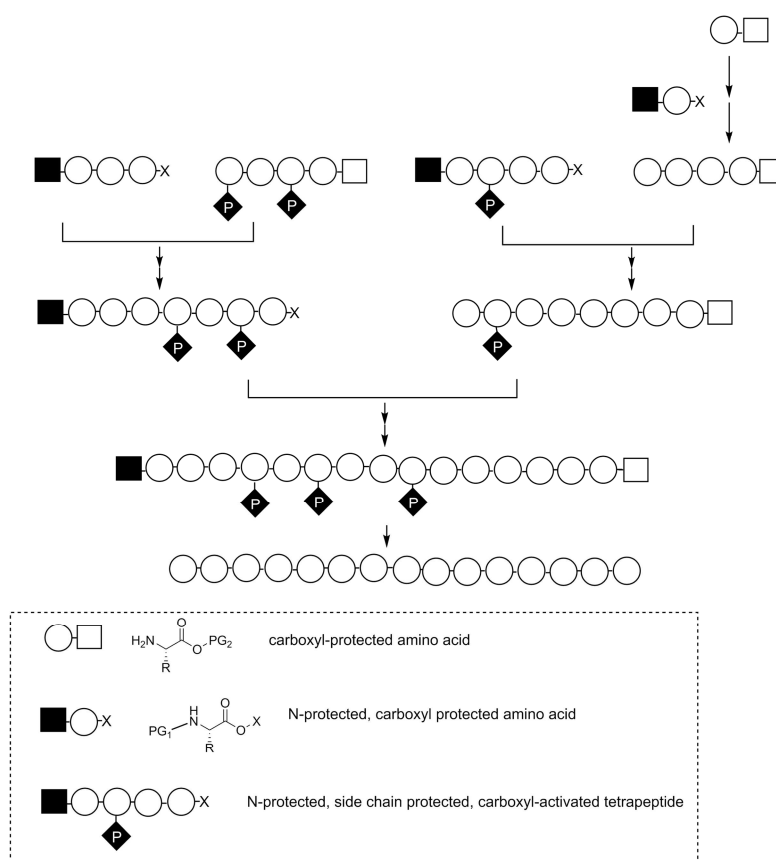 X
X
X
P
P
P
X
P
P
P
P
P
P
H₂N
O
O
PG₂
R
carboxyl-protected amino acid
X
PG₁
H
N
O
O
X
R
N-protected, carboxyl protected amino acid
X
N-protected, side chain protected, carboxyl-activated tetrapeptide
P